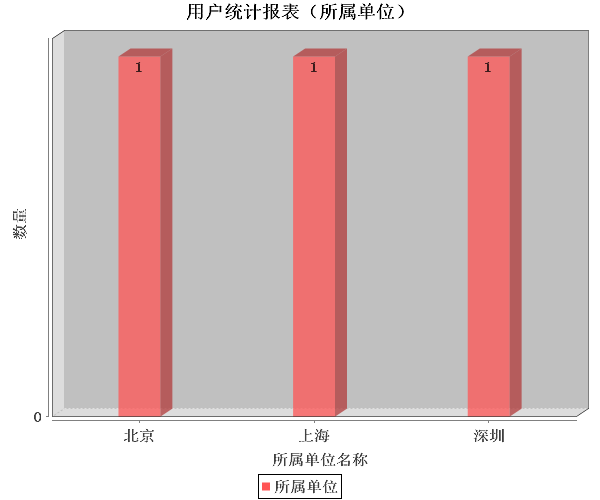 用户统计报表（所属单位）
1 1 1
数量
0
北京 上海 深圳
所属单位名称
所属单位